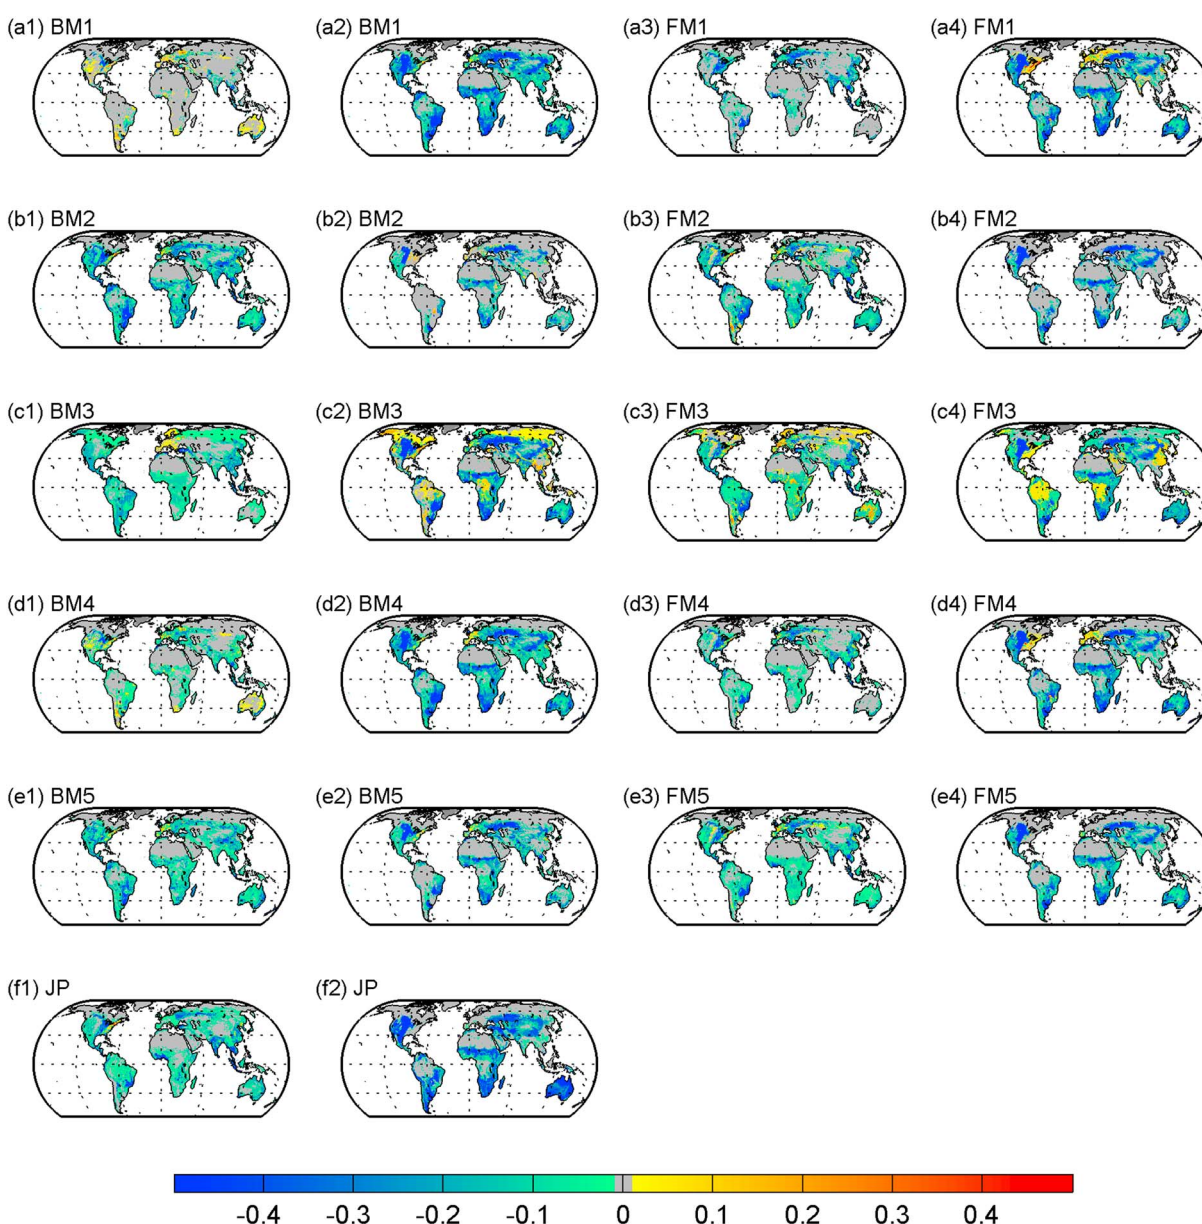 (a1) BM1 (a2) BM1 (a3) FM1 (a4) FM1
(b1) BM2 (b2) BM2 (b3) FM2 (b4) FM2
(c1) BM3 (c2) BM3 (c3) FM3 (c4) FM3
(d1) BM4 (d2) BM4 (d3) FM4 (d4) FM4
(e1) BM5 (e2) BM5 (e3) FM5 (e4) FM5
(f1) JP (f2) JP
-0.4 -0.3 -0.2 -0.1 0 0.1 0.2 0.3 0.4